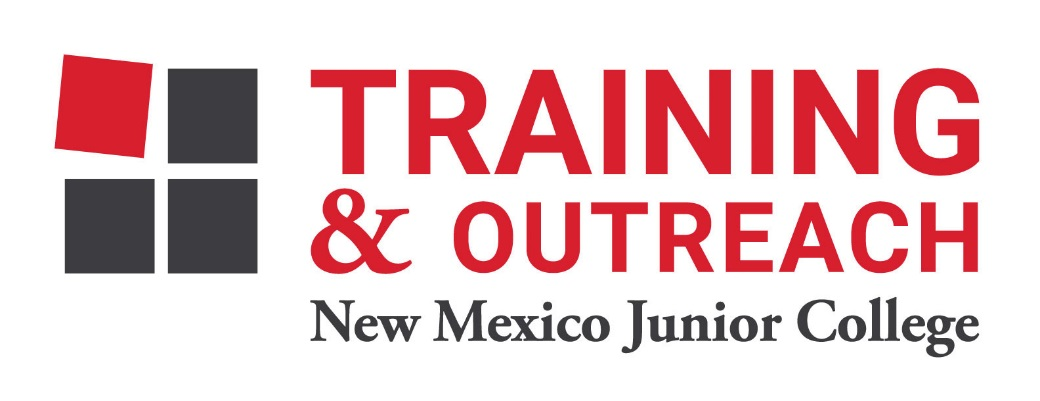 TRAINING
& OUTREACH
New Mexico Junior College